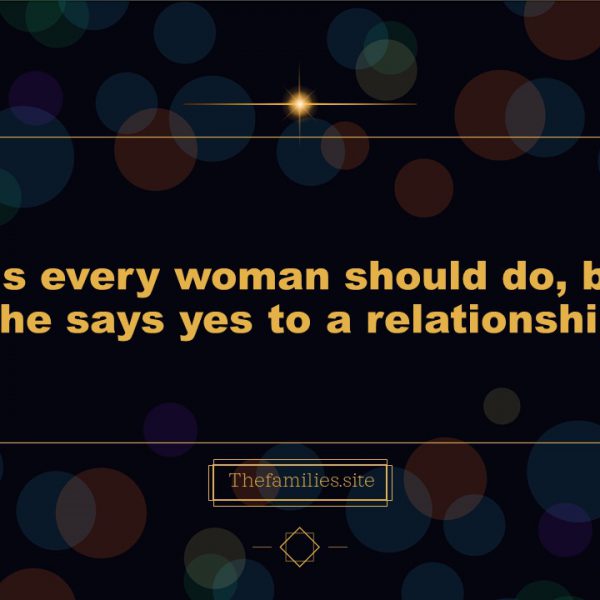 s every woman should do, b
he says yes to a relationshi
Thefamilies.site